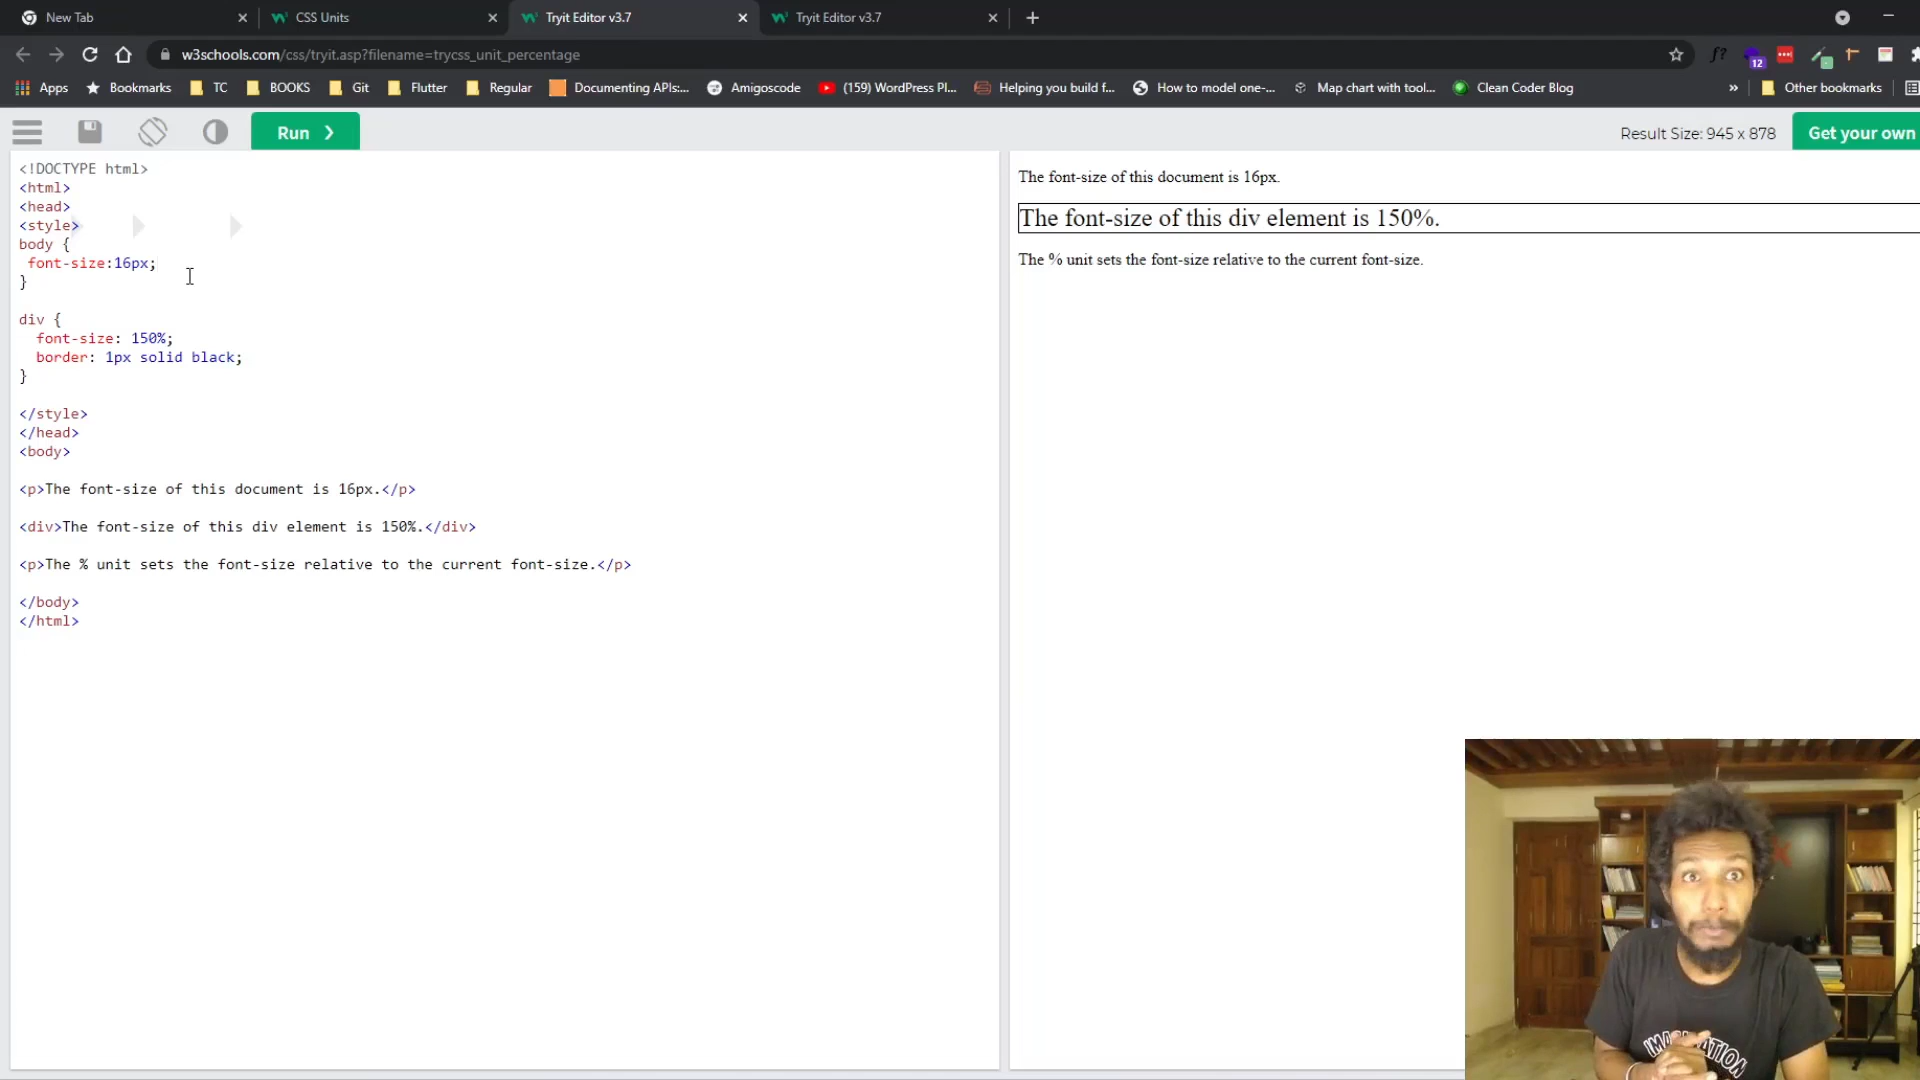 New Tab
CSS Units
Tryit Editor v3.7
Tryit Editor v3.7
w3schools.com/css/tryit.asp?filename=trycss_unit_percentage
f?
12
Apps
Bookmarks
TC
BOOKS
Git
Flutter
Regular
Documenting APIs:...
Amigoscode
(159) WordPress Pl...
Helping you build f...
How to model one-...
Map chart with tool...
Clean Coder Blog
»
Other bookmarks
Run ❯
Result Size: 945 x 878
Get your own
<!DOCTYPE html>
<html>
<head>
<style>
body {
font-size:16px;
}
div {
font-size: 150%;
border: 1px solid black;
}
</style>
</head>
<body>
<p>The font-size of this document is 16px.</p>
<div>The font-size of this div element is 150%.</div>
<p>The % unit sets the font-size relative to the current font-size.</p>
</body>
</html>
The font-size of this document is 16px.
The font-size of this div element is 150%.
The % unit sets the font-size relative to the current font-size.